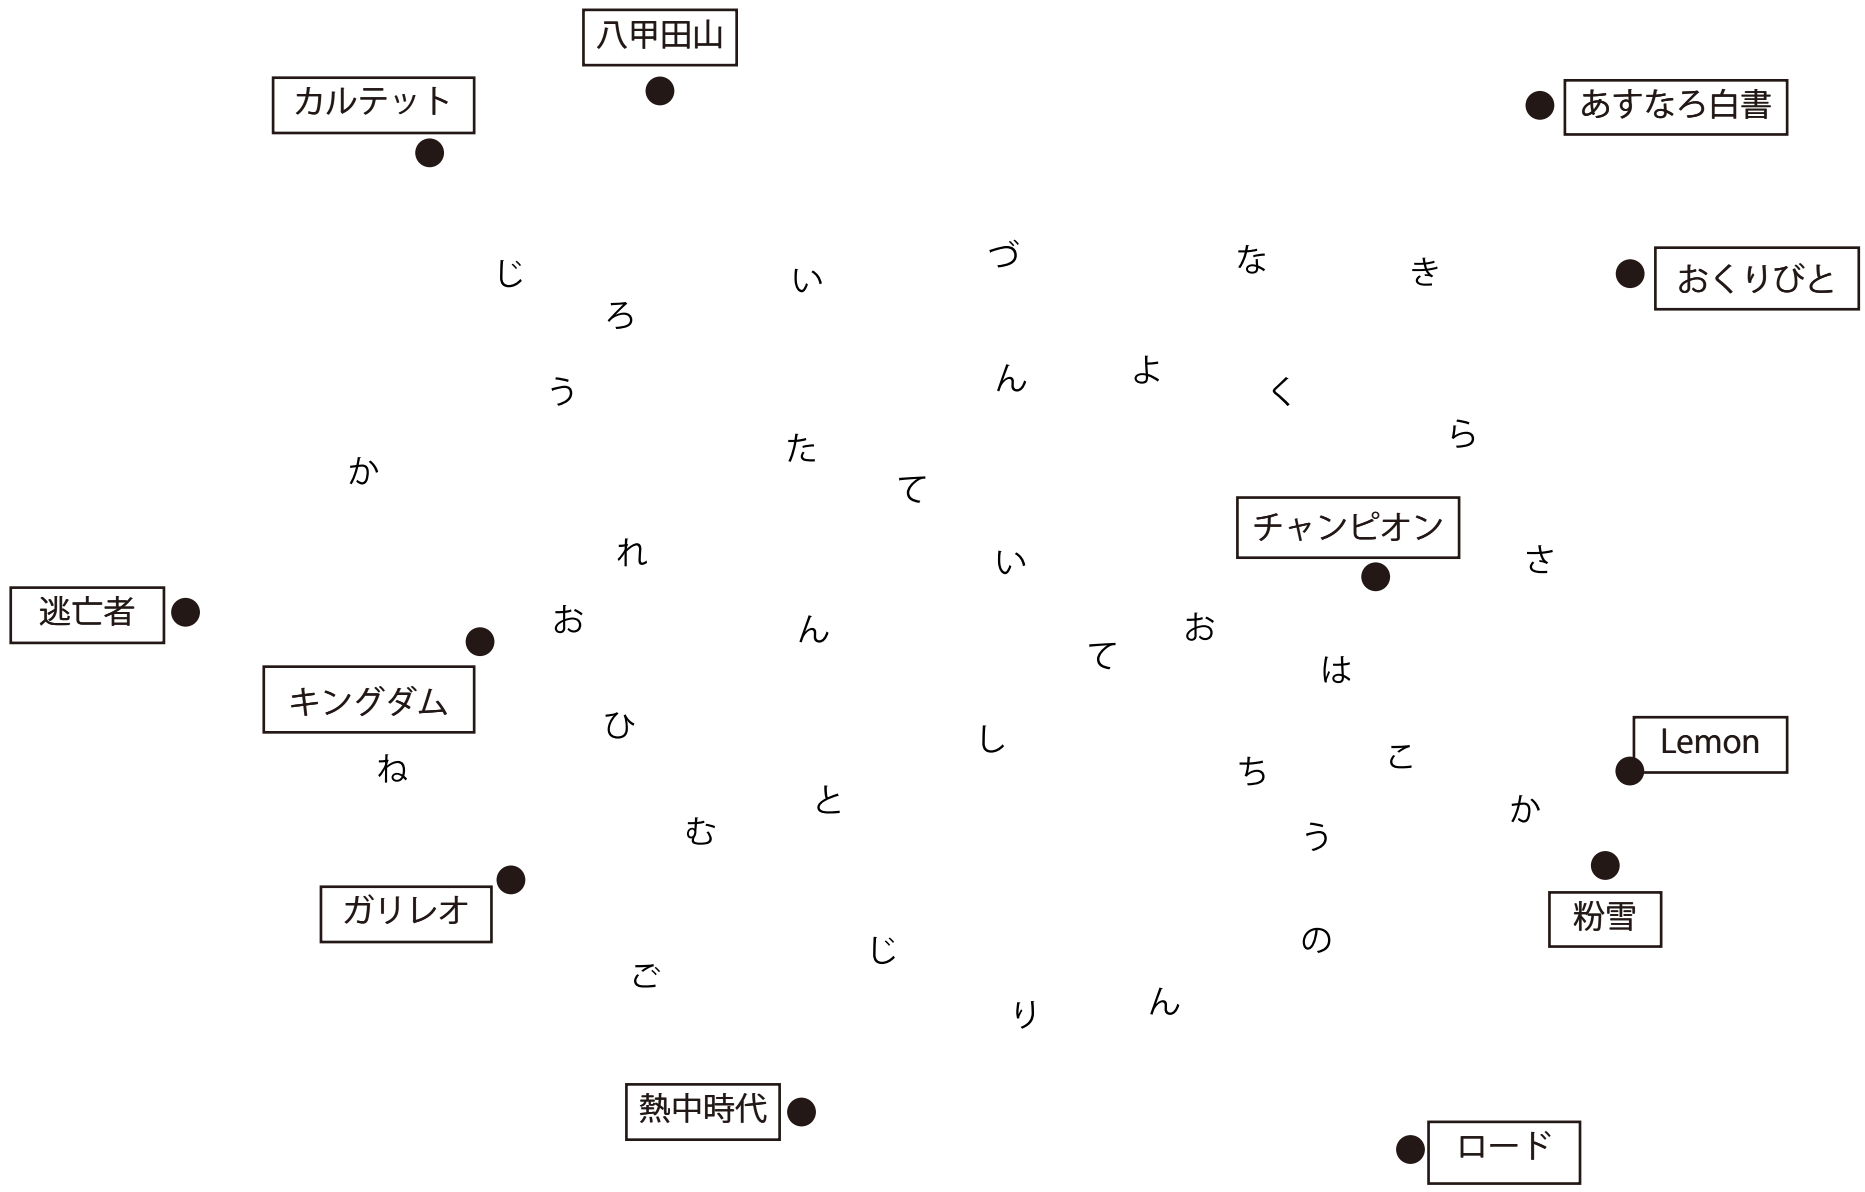 八甲田山
カルテット
あすなろ白書
おくりびと
じ
ろ
い
づ
な
き
う
ん
よ
く
ら
か
た
て
チャンピオン
れ
い
さ
逃亡者
お
ん
て
お
は
キングダム
ひ
し
ち
こ
Lemon
ね
む
と
う
か
ガリレオ
粉雪
ご
じ
り
ん
の
熱中時代
ロード